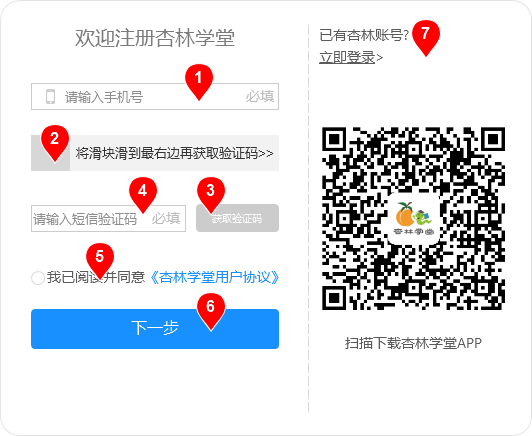 欢迎注册杏林学堂
1
请输入手机号 必填
2
将滑块滑到最右边再获取验证码>>
4
3
请输入短信验证码 必填
获取验证码
5
我已阅读并同意《杏林学堂用户协议》
6
下一步
已有杏林账号?
7
立即登录>
杏林学堂
扫描下载杏林学堂APP